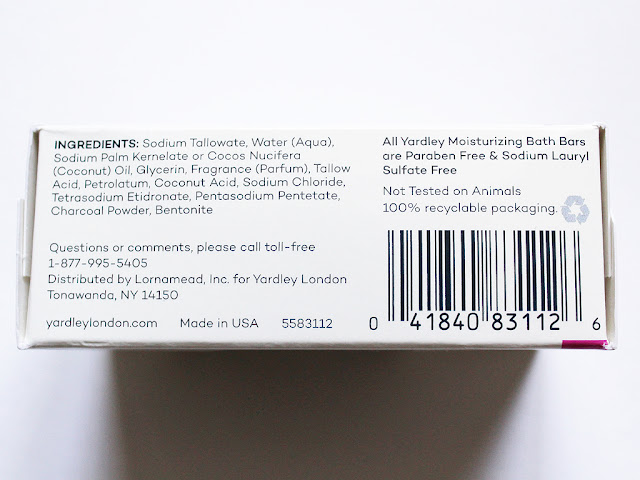 INGREDIENTS: Sodium Tallowate, Water (Aqua),
Sodium Palm Kernelate or Cocos Nucifera
(Coconut) Oil, Glycerin, Fragrance (Parfum), Tallow
Acid, Petrolatum, Coconut Acid, Sodium Chloride,
Tetrasodium Etidronate, Pentasodium Pentetate,
Charcoal Powder, Bentonite
Questions or comments, please call toll-free
1-877-995-5405
Distributed by Lornamead, Inc. for Yardley London
Tonawanda, NY 14150
yardleylondon.com Made in USA 5583112
All Yardley Moisturizing Bath Bars
are Paraben Free & Sodium Lauryl
Sulfate Free
Not Tested on Animals
100% recyclable packaging.
0 41840 83112 6